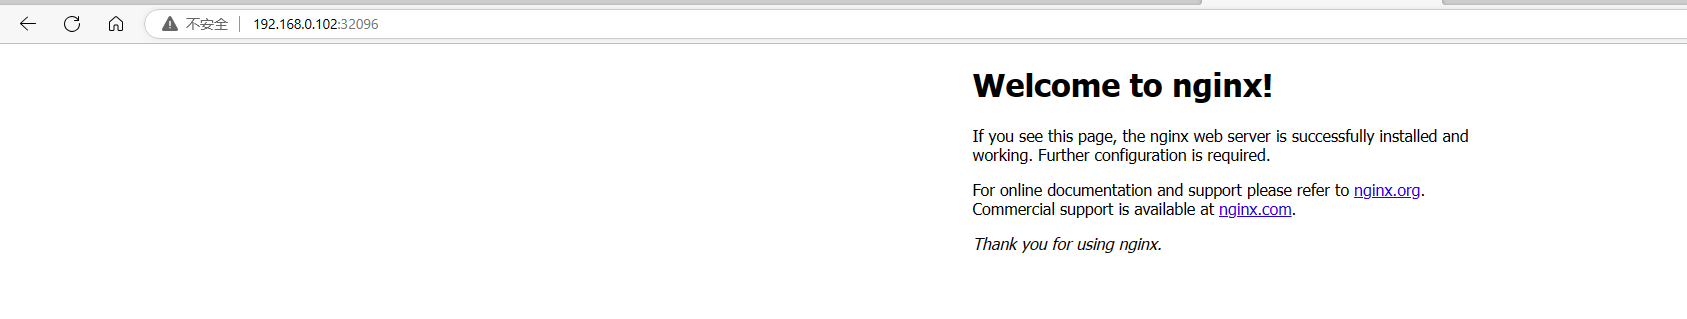 不安全 192.168.0.102:32096
Welcome to nginx!
If you see this page, the nginx web server is successfully installed and
working. Further configuration is required.
For online documentation and support please refer to nginx.org.
Commercial support is available at nginx.com.
Thank you for using nginx.